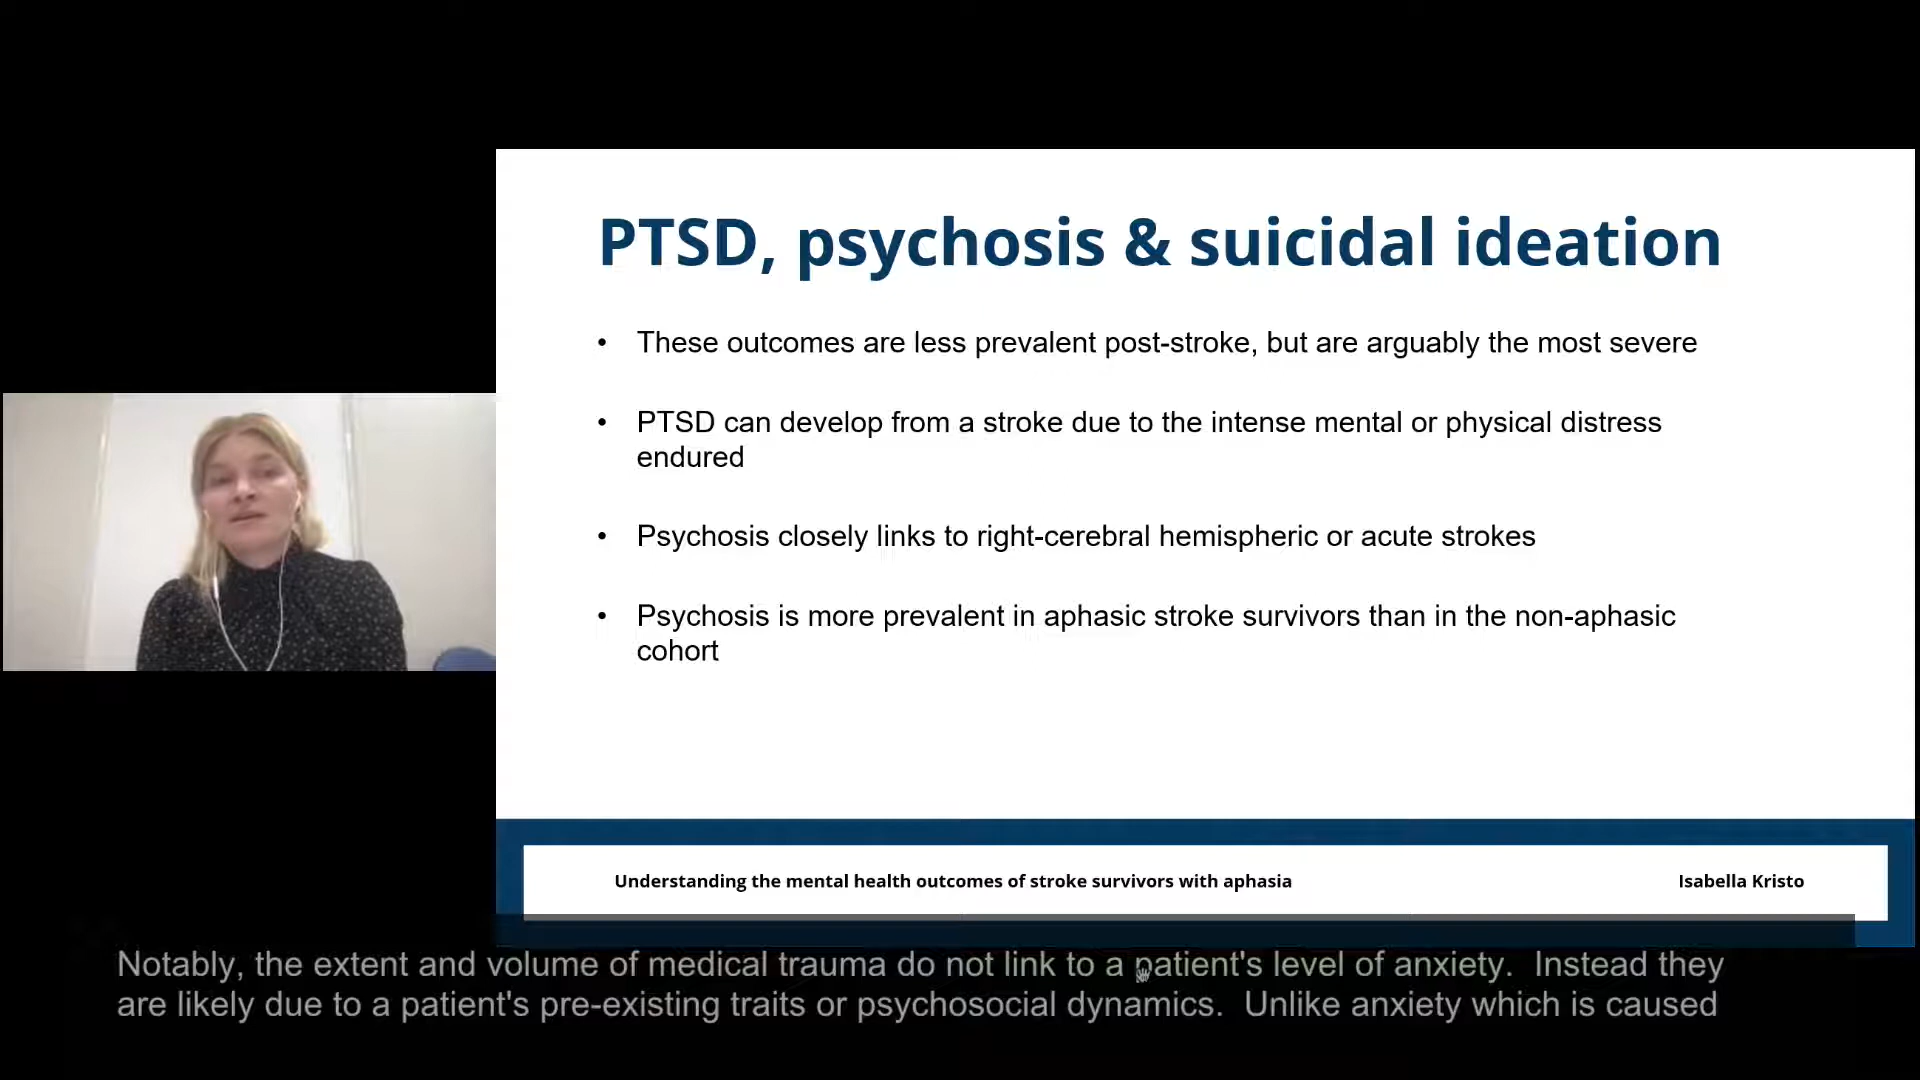 PTSD, psychosis & suicidal ideation
• These outcomes are less prevalent post-stroke, but are arguably the most severe
• PTSD can develop from a stroke due to the intense mental or physical distress
endured
• Psychosis closely links to right-cerebral hemispheric or acute strokes
• Psychosis is more prevalent in aphasic stroke survivors than in the non-aphasic
cohort
Understanding the mental health outcomes of stroke survivors with aphasia
Isabella Kristo
Notably, the extent and volume of medical trauma do not link to a patient's level of anxiety. Instead they
are likely due to a patient's pre-existing traits or psychosocial dynamics. Unlike anxiety which is caused